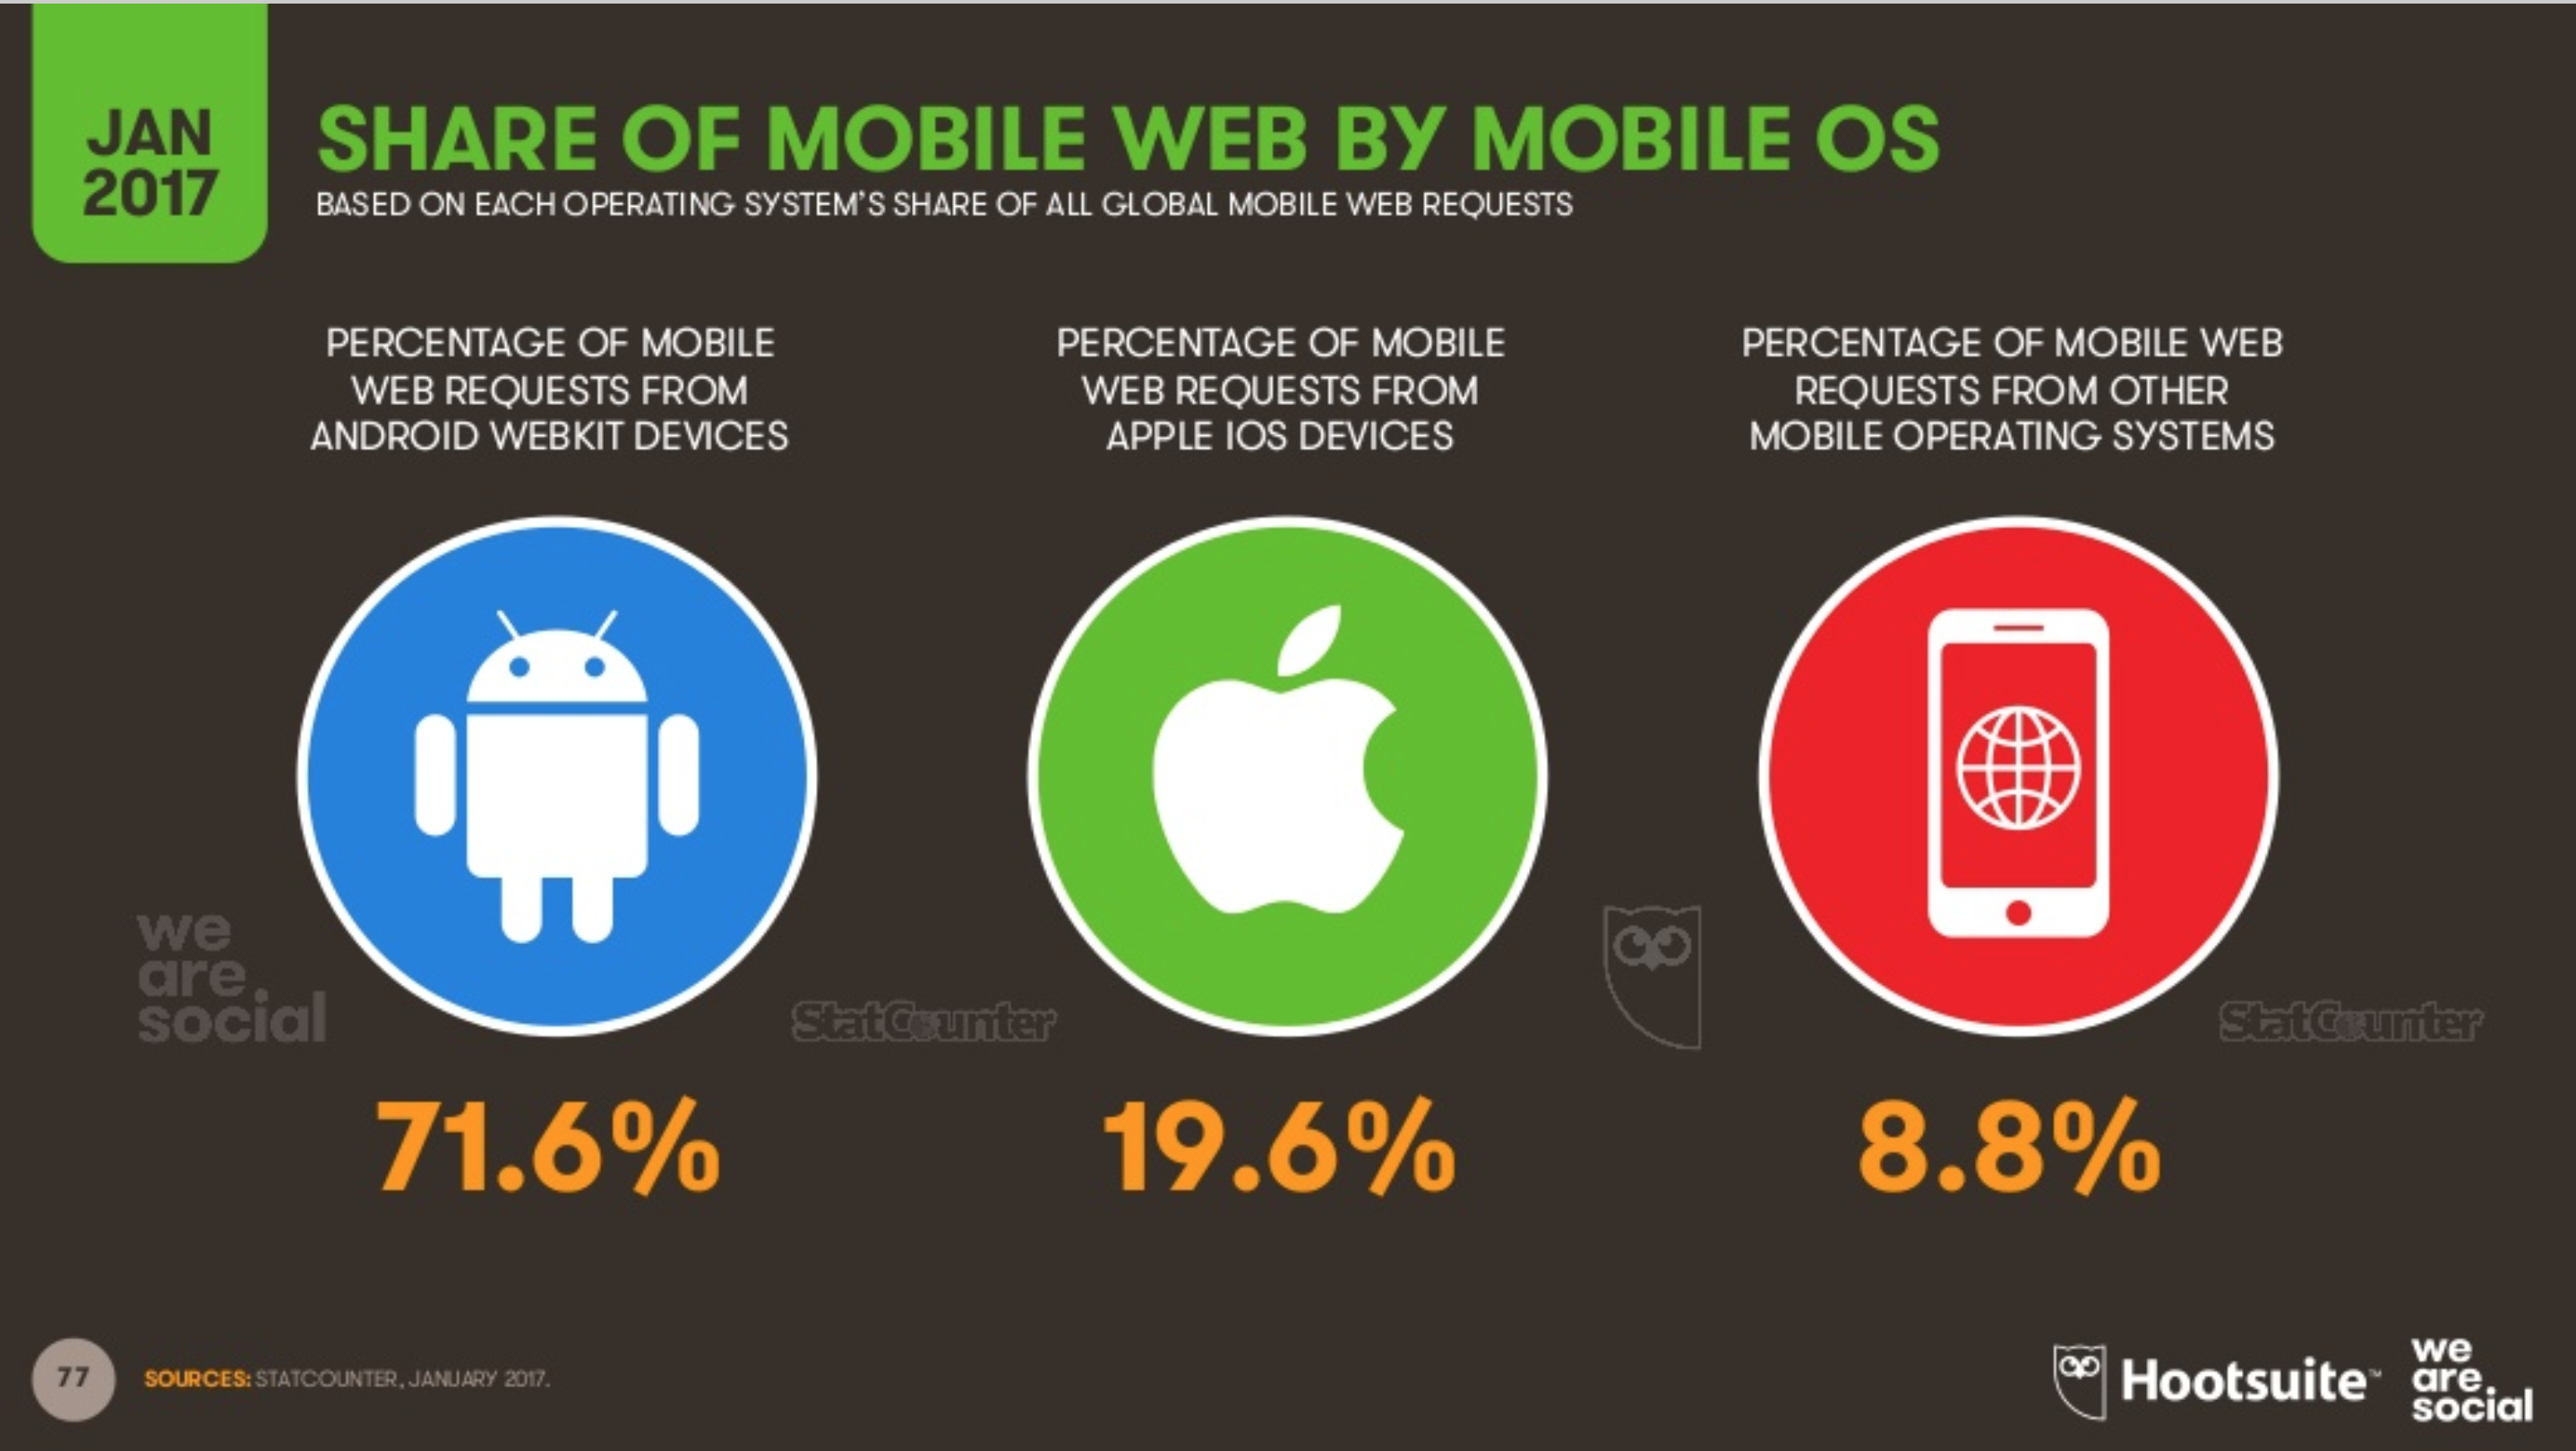 JAN
2017
SHARE OF MOBILE WEB BY MOBILE OS
BASED ON EACH OPERATING SYSTEM'S SHARE OF ALL GLOBAL MOBILE WEB REQUESTS
PERCENTAGE OF MOBILE
WEB REQUESTS FROM
ANDROID WEBKIT DEVICES
PERCENTAGE OF MOBILE
WEB REQUESTS FROM
APPLE IOS DEVICES
PERCENTAGE OF MOBILE WEB
REQUESTS FROM OTHER
MOBILE OPERATING SYSTEMS
we
are
social
StatCounter
StatCounter
71.6%
19.6%
8.8%
77
SOURCES: STATCOUNTER, JANUARY 2017.
Hootsuite™
we
are
social